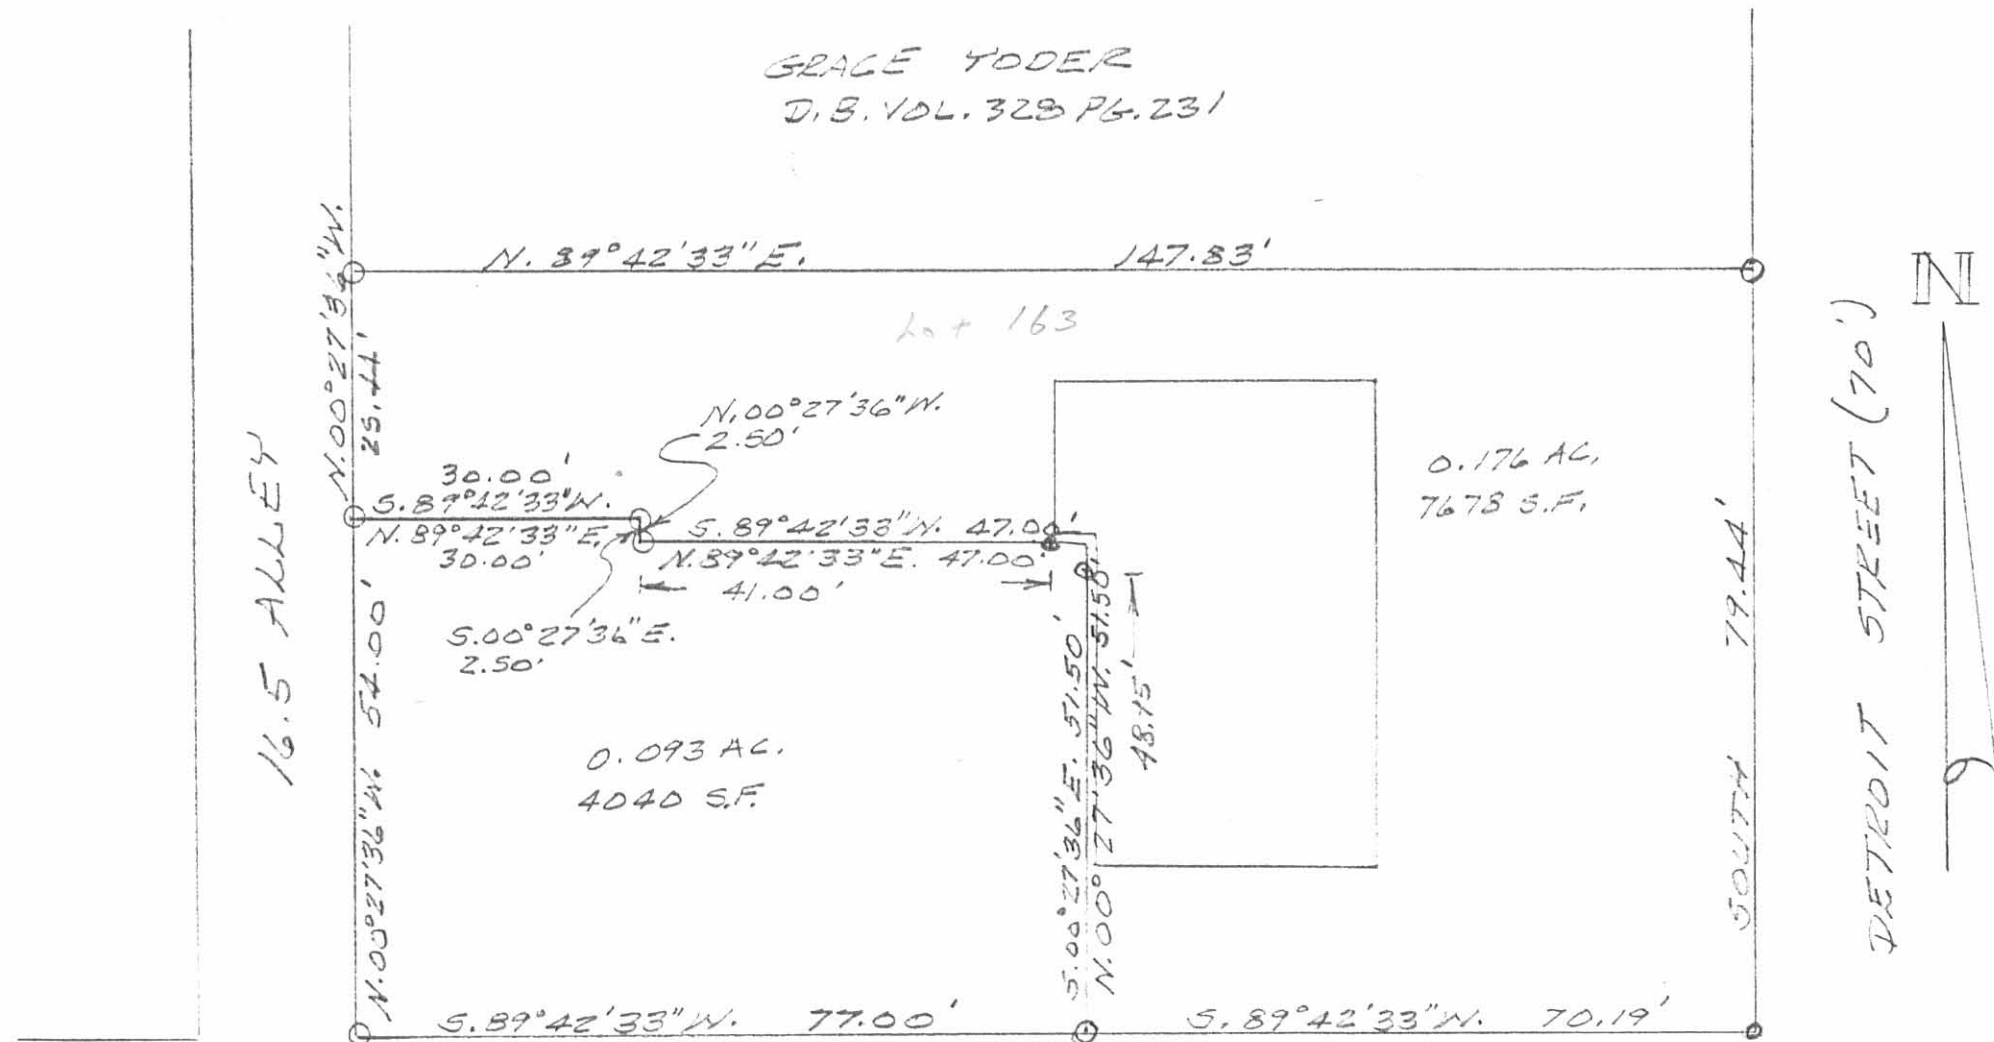 GRACE YODER
D.B. VOL. 328 PG. 231
N. 89°42'33"E. 147.83'
Lot 163
N
N.00°27'36"W.
25.44'
N.00°27'36"W.
2.50'
30.00'
S.89°42'33"W.
N.89°42'33"E.
30.00'
S.89°42'33"W. 47.00'
N.89°42'33"E. 47.00'
41.00'
S.00°27'36"E.
2.50'
0.176 AC.
7678 S.F.
0.093 AC.
4040 S.F.
16.5 ALLEY
N.00°27'36"W. 54.00'
S.00°27'36"E. 51.50'
N.00°27'36"W. 51.50'
48.15'
SOUTH 79.44'
DETROIT STREET (70')
S.89°42'33"W. 77.00'
S.89°42'33"W. 70.19'